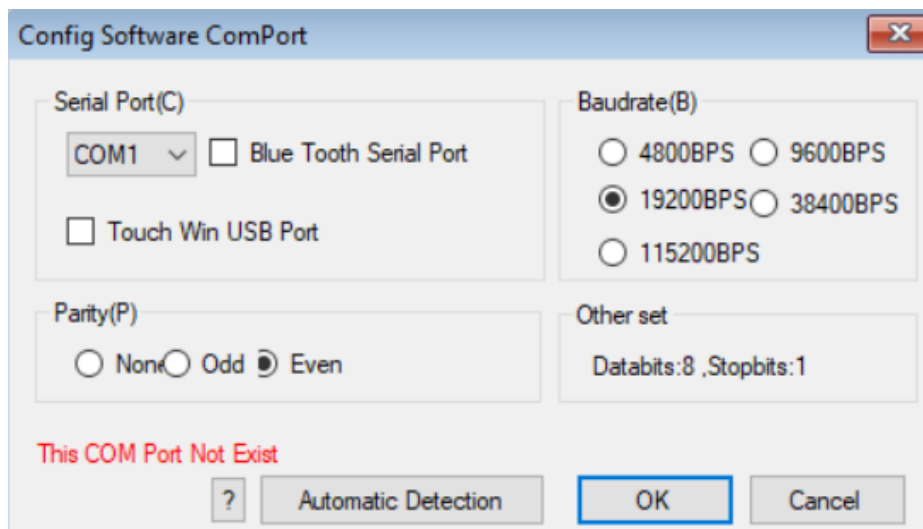 Config Software ComPort
Serial Port(C)
COM1
Blue Tooth Serial Port
Touch Win USB Port
Baudrate(B)
4800BPS 9600BPS
19200BPS 38400BPS
115200BPS
Parity(P)
None Odd Even
Other set
Databits:8 ,Stopbits:1
This COM Port Not Exist
? Automatic Detection OK Cancel